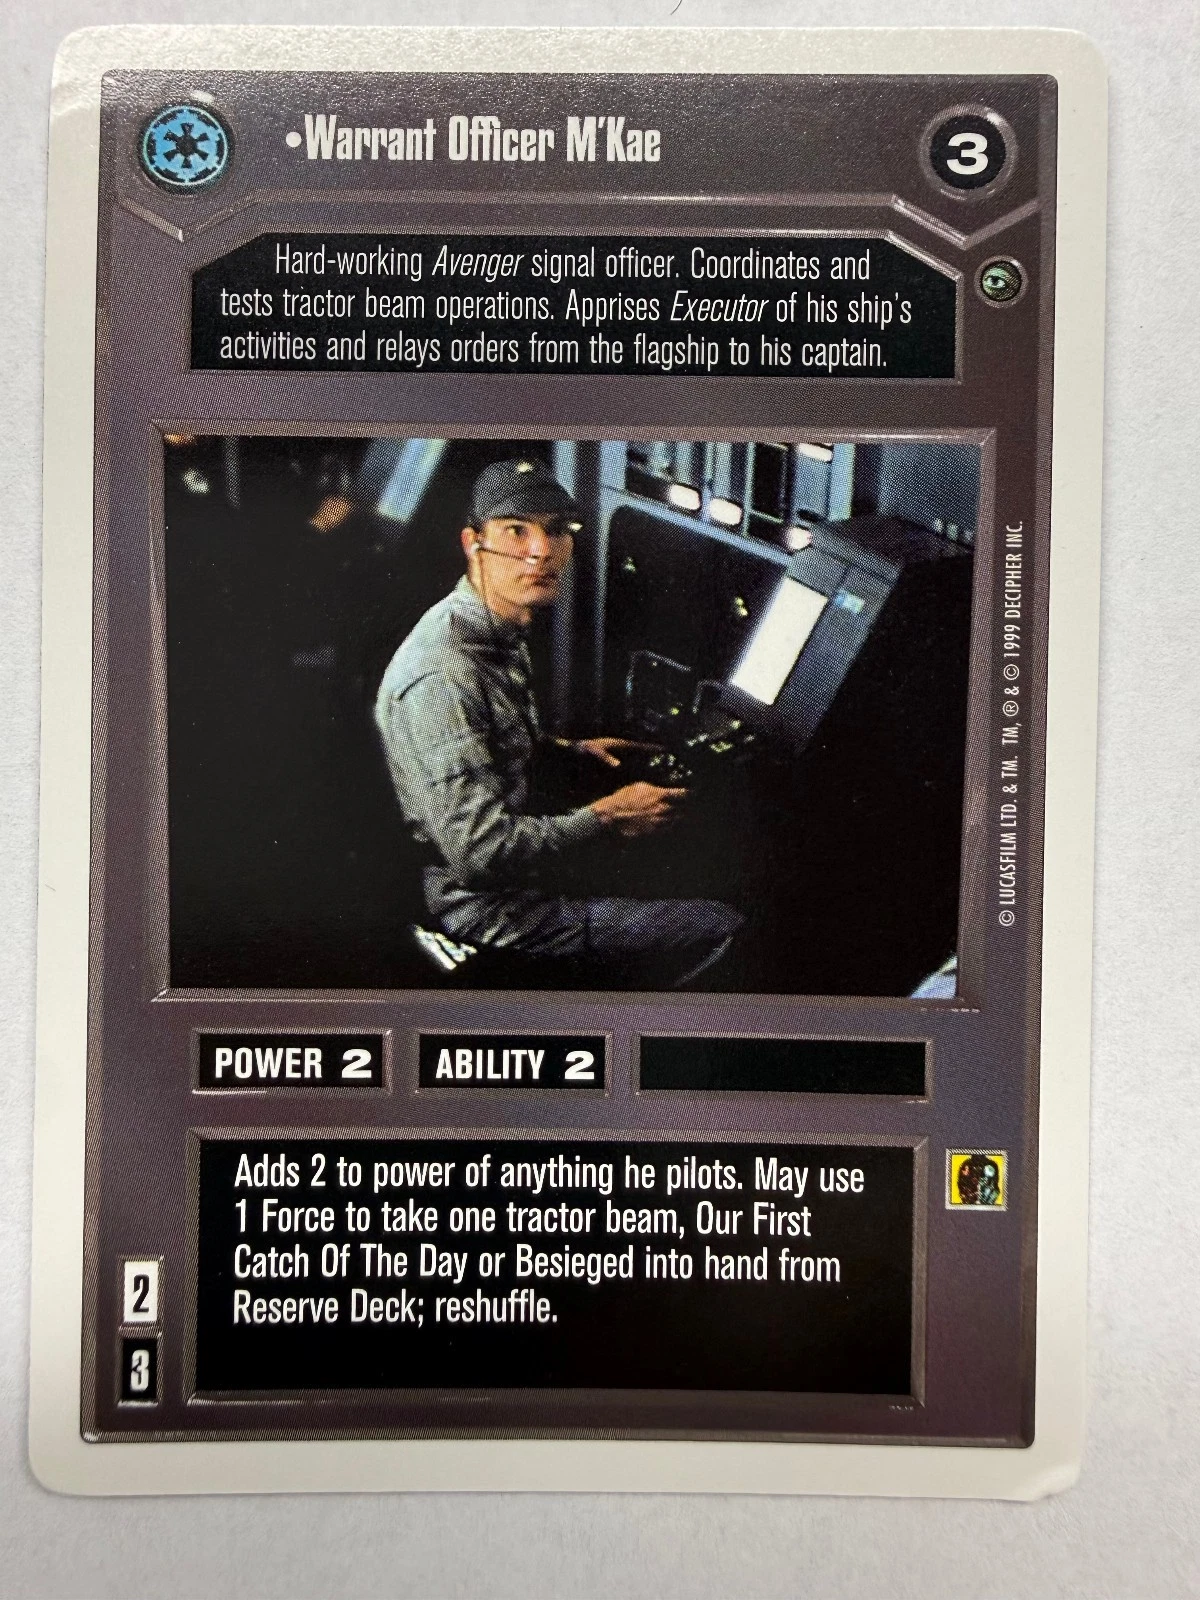 •Warrant Officer M'Kae
3
Hard-working Avenger signal officer. Coordinates and
tests tractor beam operations. Apprises Executor of his ship's
activities and relays orders from the flagship to his captain.
© LUCASFILM LTD. & TM. TM, ® & © 1999 DECIPHER INC.
POWER 2
ABILITY 2
Adds 2 to power of anything he pilots. May use
1 Force to take one tractor beam, Our First
Catch Of The Day or Besieged into hand from
Reserve Deck; reshuffle.
2
3